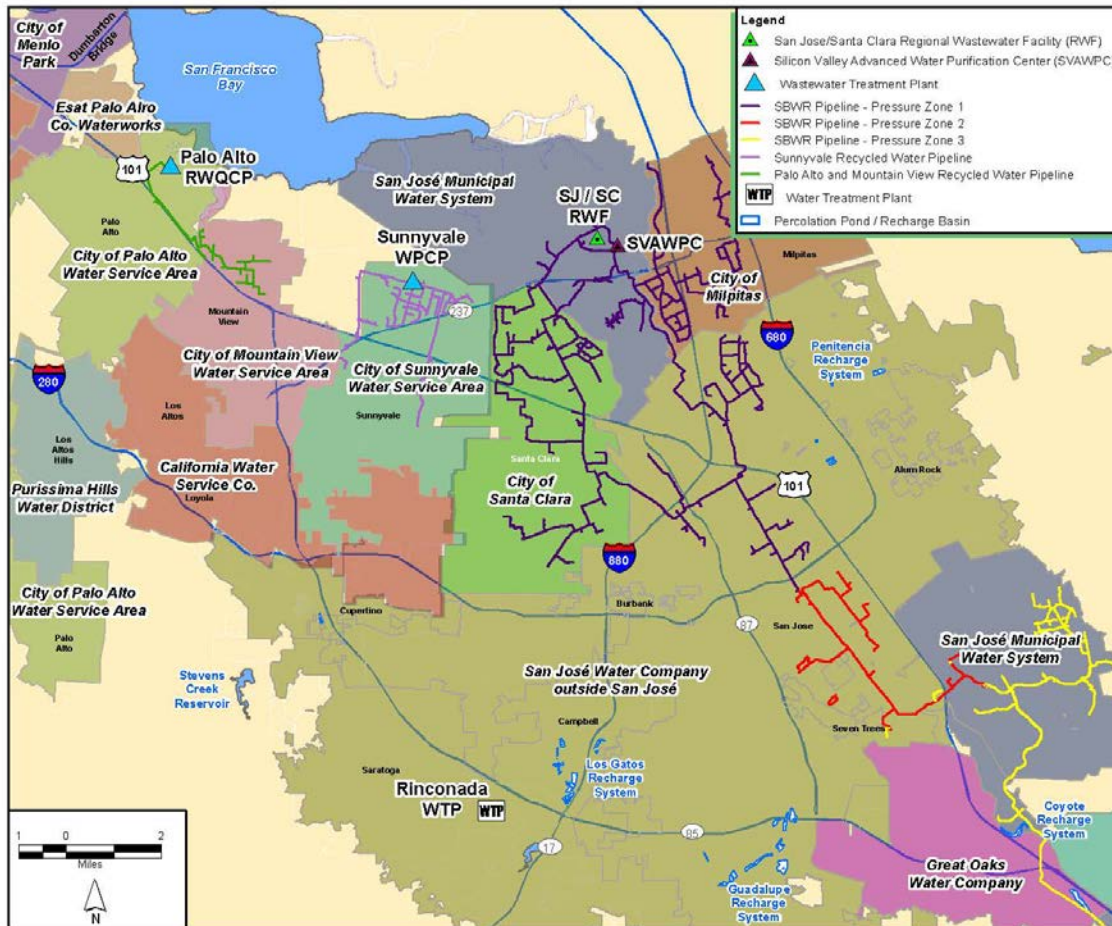 City of
Menlo
Park
Dumbarton
Bridge
San Francisco
Bay
Esat Palo Alro
Co. Waterworks
101
Palo Alto
RWQCP
Palo
Alto
City of Palo Alto
Water Service Area
San José Municipal
Water System
SJ / SC
RWF
SVAWPC
Sunnyvale
WPCP
237
Milpitas
City of
Milpitas
680
Mountain
View
City of Mountain View
Water Service Area
City of Sunnyvale
Water Service Area
Sunnyvale
Penitencia
Recharge
System
280
Los
Altos
Los
Altos
Hills
California Water
Service Co.
Loyola
Purissima Hills
Water District
Santa Clara
City of
Santa Clara
101
Alum Rock
880
City of Palo Alto
Water Service Area
Palo
Alto
Cupertino
Burbank
87
San Jose
San José Municipal
Water System
Stevens
Creek
Reservoir
San José Water Company
outside San José
Campbell
Seven Trees
Saratoga
Los Gatos
Recharge
System
Rinconada
WTP
WTP
85
17
Coyote
Recharge
System
Great Oaks
Water Company
Guadalupe
Recharge
System
1 0 2
Miles
N
Legend
San Jose/Santa Clara Regional Wastewater Facility (RWF)
Silicon Valley Advanced Water Purification Center (SVAWPC)
Wastewater Treatment Plant
SBWR Pipeline - Pressure Zone 1
SBWR Pipeline - Pressure Zone 2
SBWR Pipeline - Pressure Zone 3
Sunnyvale Recycled Water Pipeline
Palo Alto and Mountain View Recycled Water Pipeline
WTP Water Treatment Plant
Percolation Pond / Recharge Basin